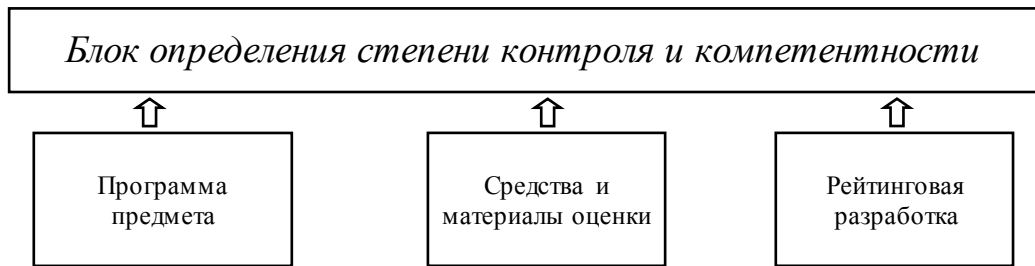 Блок определения степени контроля и компетентности
Программа
предмета
Средства и
материалы оценки
Рейтинговая
разработка